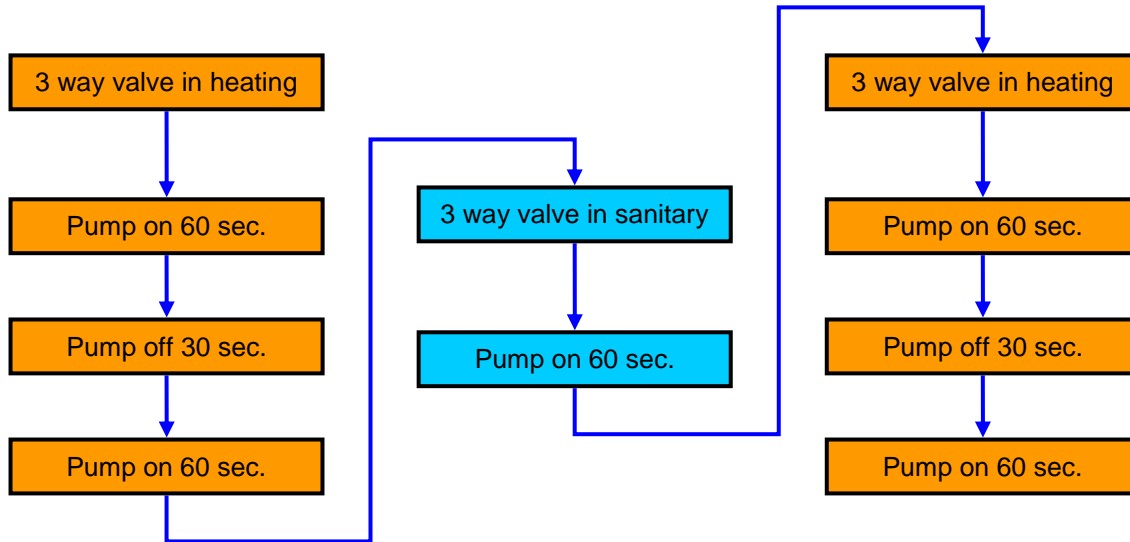 3 way valve in heating
Pump on 60 sec.
Pump off 30 sec.
Pump on 60 sec.
3 way valve in sanitary
Pump on 60 sec.
3 way valve in heating
Pump on 60 sec.
Pump off 30 sec.
Pump on 60 sec.